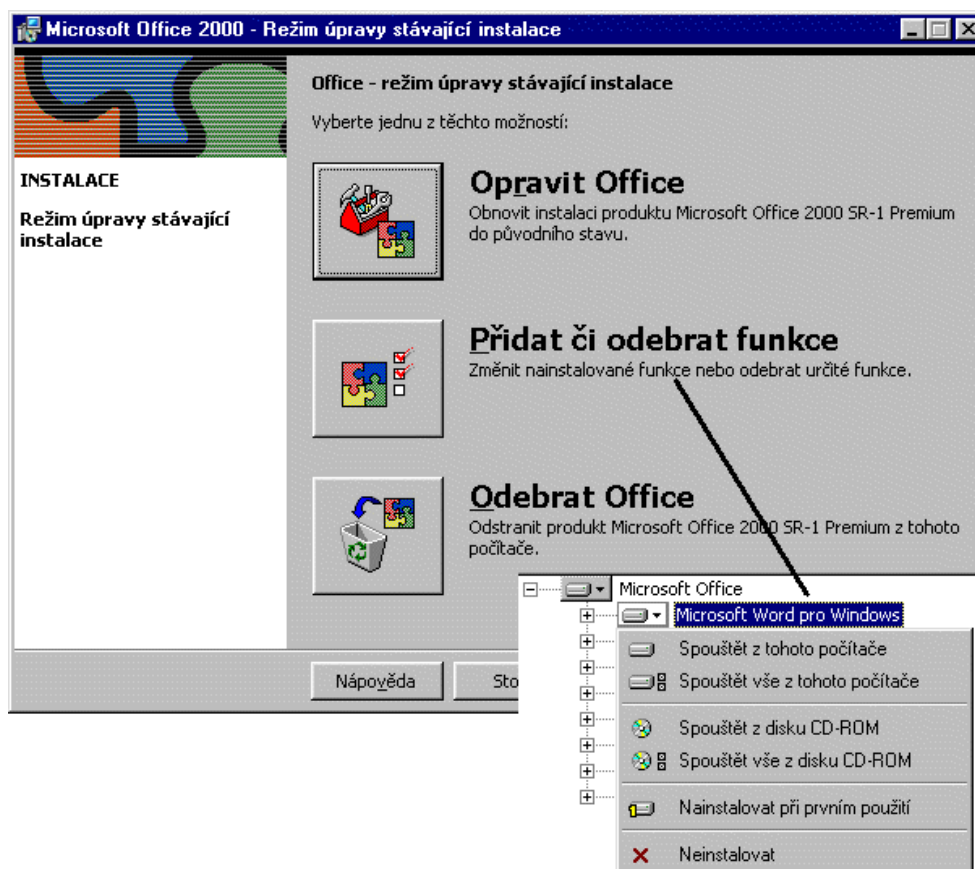 Microsoft Office 2000 - Režim úpravy stávající instalace
Office - režim úpravy stávající instalace
Vyberte jednu z těchto možností:
INSTALACE
Režim úpravy stávající
instalace
Opravit Office
Obnovit instalaci produktu Microsoft Office 2000 SR-1 Premium
do původního stavu.
Přidat či odebrat funkce
Změnit nainstalované funkce nebo odebrat určité funkce.
Odebrat Office
Odstranit produkt Microsoft Office 2000 SR-1 Premium z tohoto
počítače.
Nápověda
Sto
Microsoft Office
Microsoft Word pro Windows
Spouštět z tohoto počítače
Spouštět vše z tohoto počítače
Spouštět z disku CD-ROM
Spouštět vše z disku CD-ROM
Nainstalovat při prvním použití
Neinstalovat